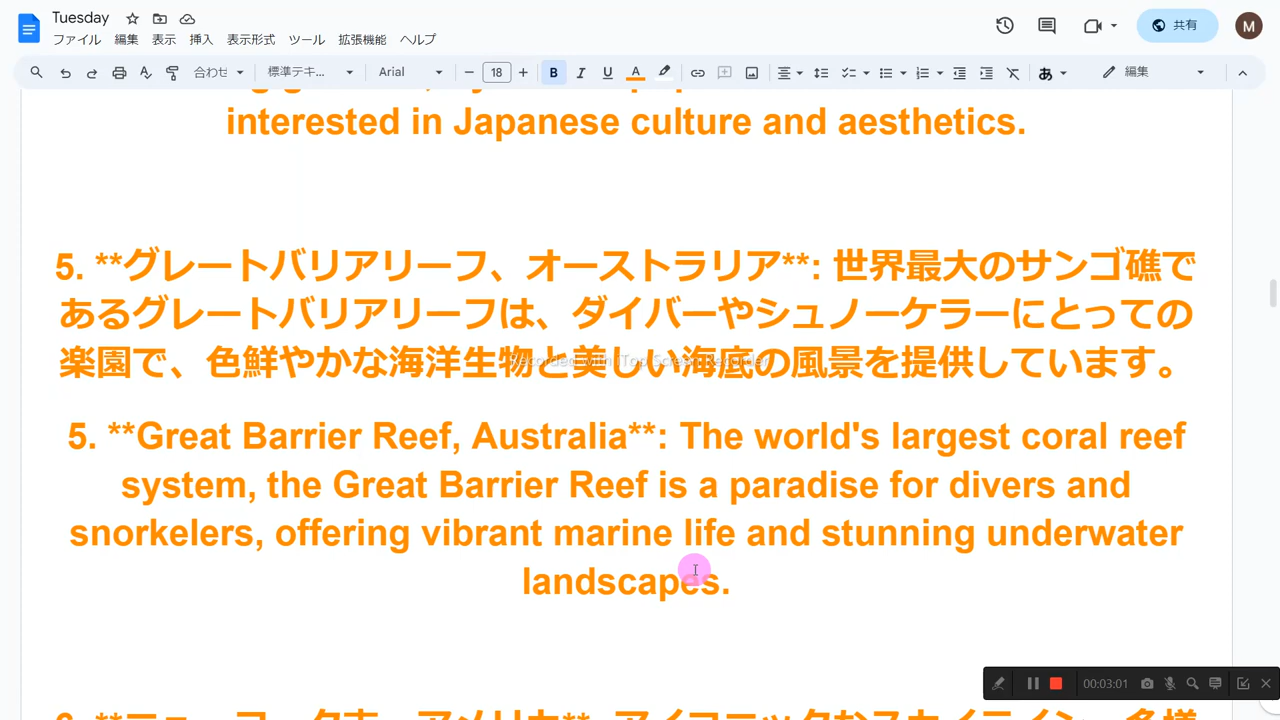 Tuesday
ファイル 編集 表示 挿入 表示形式 ツール 拡張機能 ヘルプ
共有
M
合わせ 標準テキ... Arial 18 B I U A あ 編集
interested in Japanese culture and aesthetics.
5. **グレートバリアリーフ、オーストラリア**: 世界最大のサンゴ礁で
あるグレートバリアリーフは、ダイバーやシュノーケラーにとっての
楽園で、色鮮やかな海洋生物と美しい海底の風景を提供しています。
Recorded with iTop Screen Recorder
5. **Great Barrier Reef, Australia**: The world's largest coral reef
system, the Great Barrier Reef is a paradise for divers and
snorkelers, offering vibrant marine life and stunning underwater
landscapes.
00:03:01